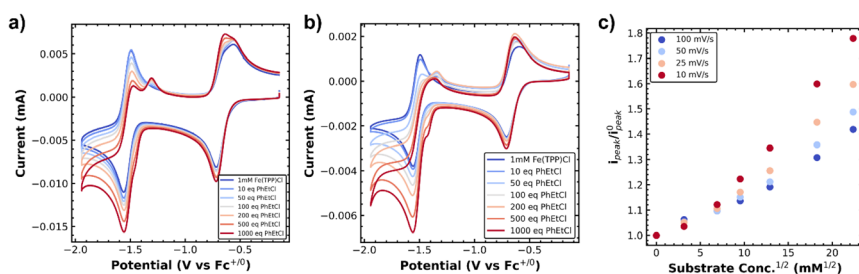 a)
0.005
0.000
−0.005
−0.010
−0.015
Current (mA)
1mM Fe(TPP)Cl
10 eq PhEtCl
50 eq PhEtCl
100 eq PhEtCl
200 eq PhEtCl
500 eq PhEtCl
1000 eq PhEtCl
−2.0
−1.5
−1.0
−0.5
Potential (V vs Fc+/0)
b)
0.002
0.000
−0.002
−0.004
−0.006
Current (mA)
1mM Fe(TPP)Cl
10 eq PhEtCl
50 eq PhEtCl
100 eq PhEtCl
200 eq PhEtCl
500 eq PhEtCl
1000 eq PhEtCl
−2.0
−1.5
−1.0
−0.5
Potential (V vs Fc+/0)
c)
1.8
1.7
1.6
1.5
1.4
1.3
1.2
1.1
1.0
ipeak/I0peak
100 mV/s
50 mV/s
25 mV/s
10 mV/s
0
5
10
15
20
Substrate Conc.1/2 (mM1/2)